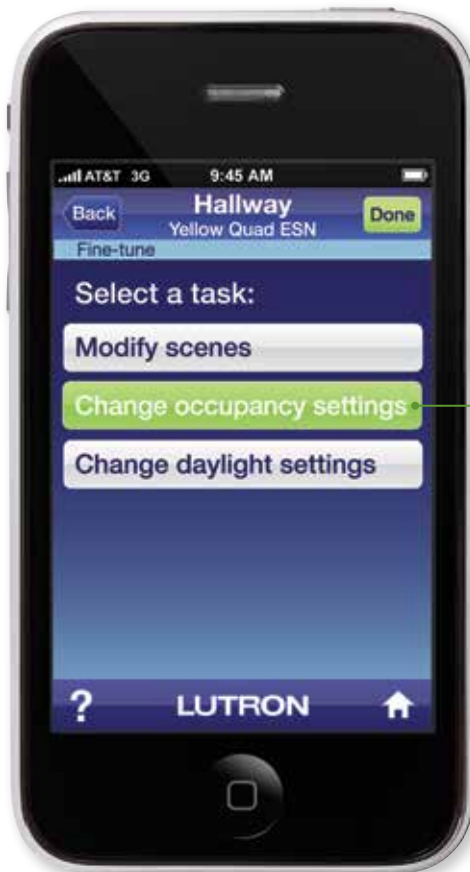 AT&T 3G 9:45 AM
Back Hallway Done
Yellow Quad ESN
Fine-tune
Select a task:
Modify scenes
Change occupancy settings
Change daylight settings
? LUTRON